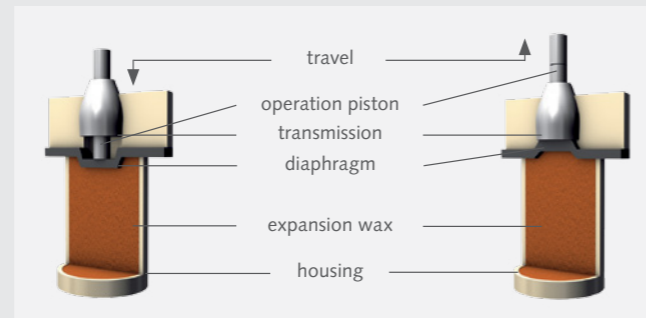 travel
operation piston
transmission
diaphragm
expansion wax
housing